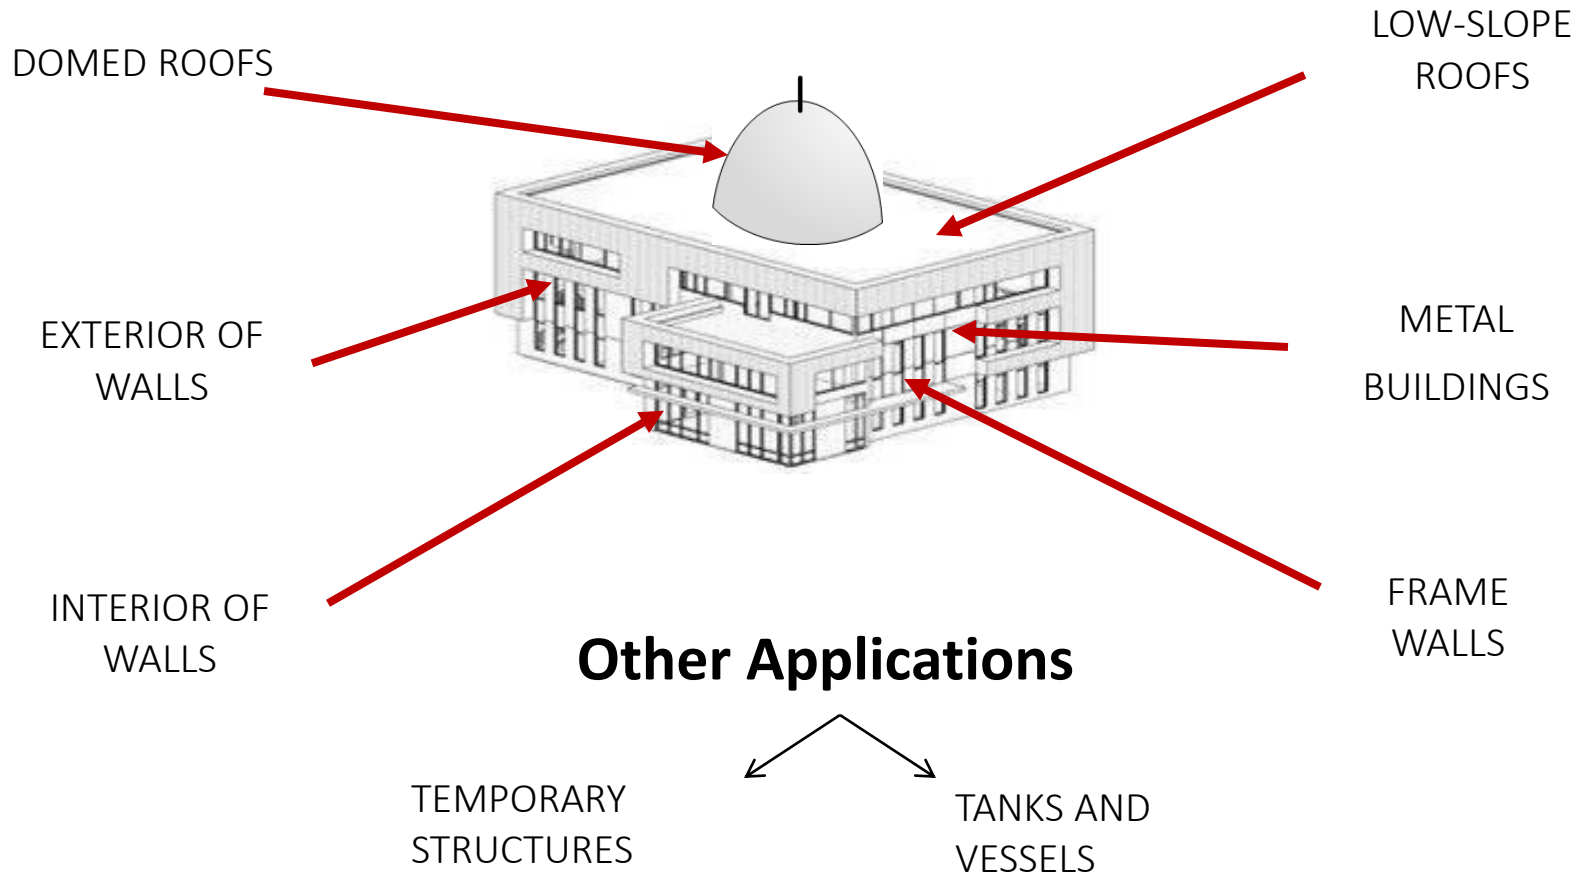 DOMED ROOFS
LOW-SLOPE
ROOFS
EXTERIOR OF
WALLS
METAL
BUILDINGS
INTERIOR OF
WALLS
FRAME
WALLS
Other Applications
TEMPORARY
STRUCTURES
TANKS AND
VESSELS